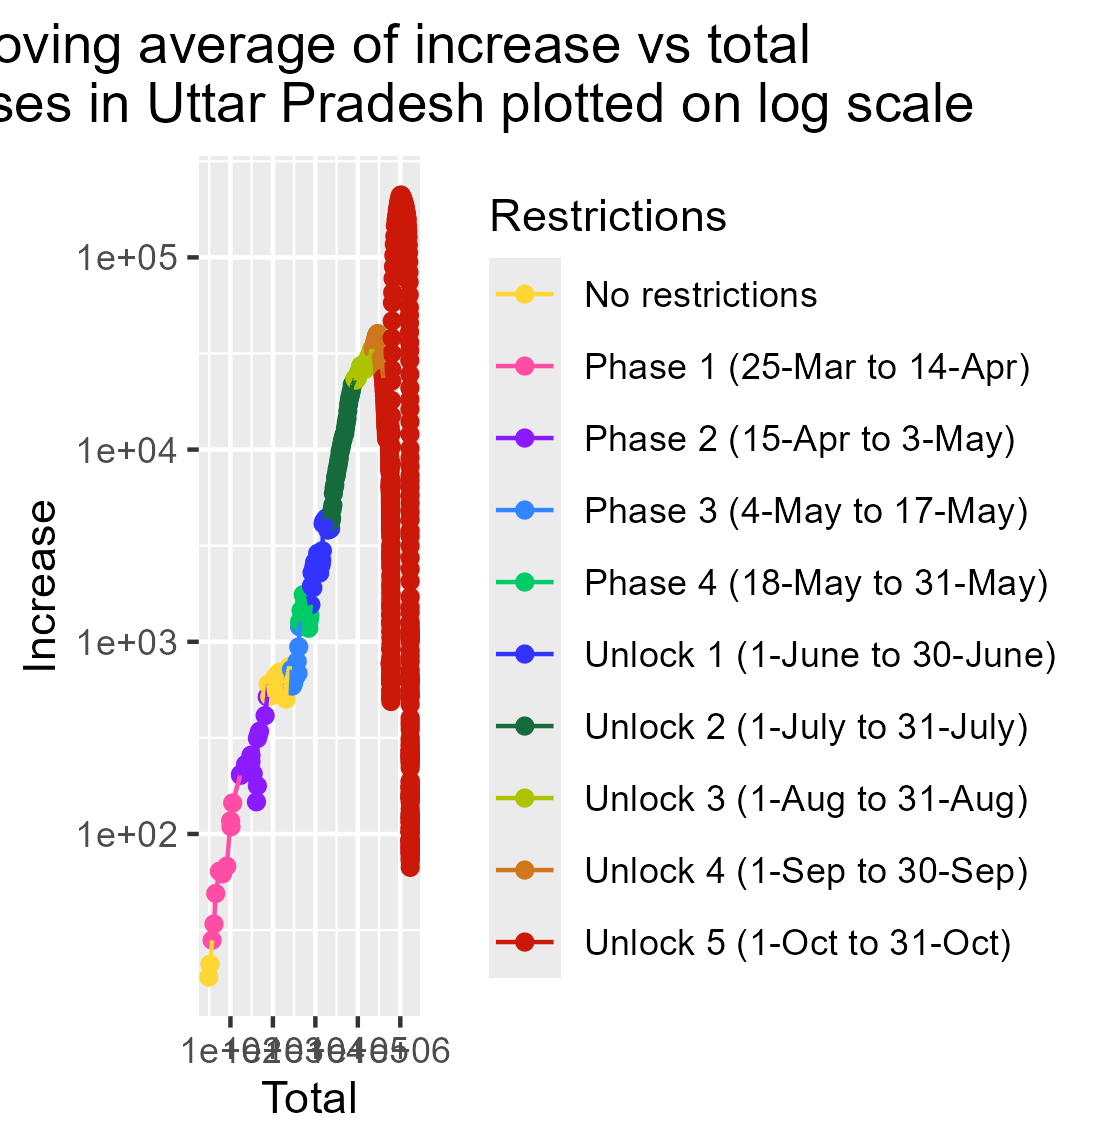 oving average of increase vs total
ses in Uttar Pradesh plotted on log scale
Restrictions
1e+05
No restrictions
Phase 1 (25-Mar to 14-Apr)
1e+04
Phase 2 (15-Apr to 3-May)
Phase 3 (4-May to 17-May)
Increase
Phase 4 (18-May to 31-May)
1e+03
Unlock 1 (1-June to 30-June)
Unlock 2 (1-July to 31-July)
1e+02
Unlock 3 (1-Aug to 31-Aug)
Unlock 4 (1-Sep to 30-Sep)
Unlock 5 (1-Oct to 31-Oct)
Total